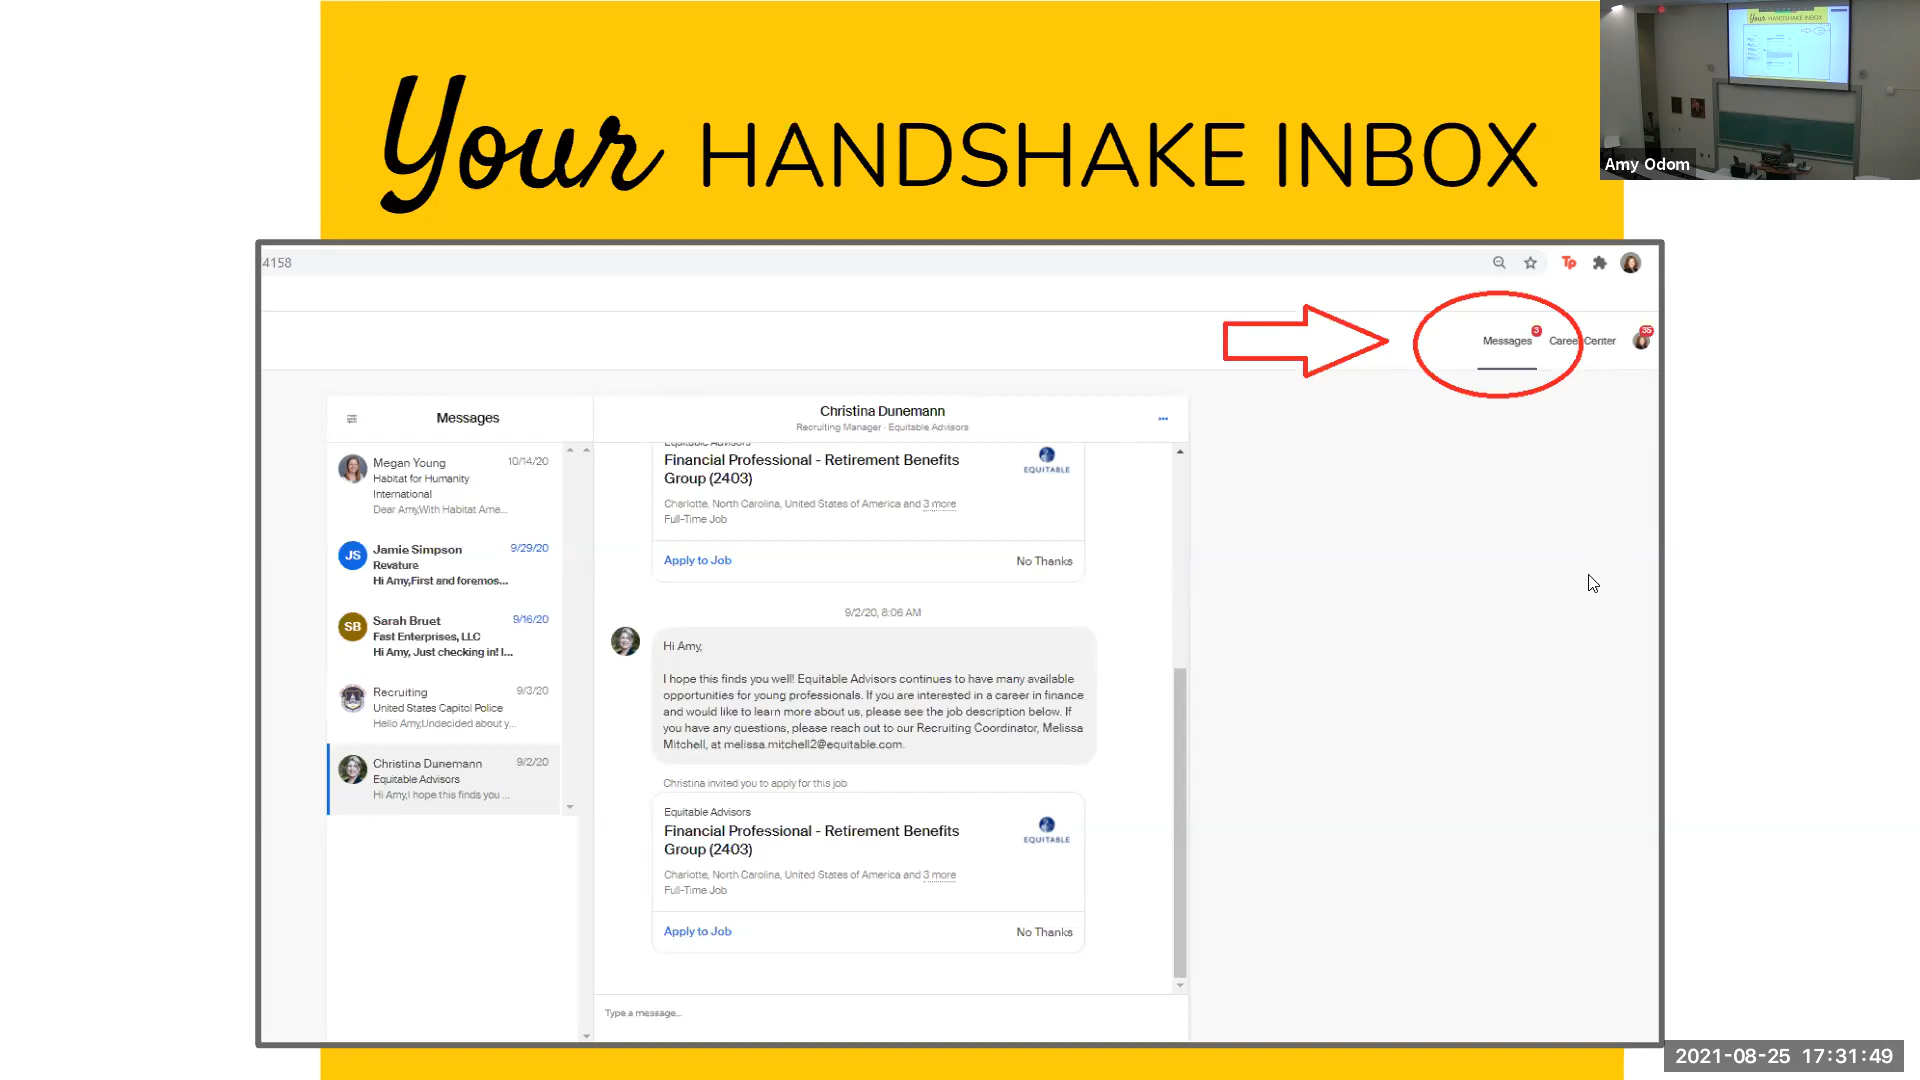 Your HANDSHAKE INBOX
Your HANDSHAKE INBOX
Amy Odom
4158
Tp
Messages 3 Career Center 35
Messages
Megan Young 10/14/20
Habitat for Humanity
International
Dear Amy,With Habitat Ame...
JS
Jamie Simpson 9/29/20
Revature
Hi Amy,First and foremos...
SB
Sarah Bruet 9/16/20
Fast Enterprises, LLC
Hi Amy, Just checking in! I...
Recruiting 9/3/20
United States Capitol Police
Hello Amy,Undecided about y...
Christina Dunemann 9/2/20
Equitable Advisors
Hi Amy,I hope this finds you ...
Christina Dunemann
Recruiting Manager · Equitable Advisors
Equitable Advisors
Financial Professional - Retirement Benefits
Group (2403)
EQUITABLE
Charlotte, North Carolina, United States of America and 3 more
Full-Time Job
Apply to Job No Thanks
9/2/20, 8:06 AM
Hi Amy,
I hope this finds you well! Equitable Advisors continues to have many available
opportunities for young professionals. If you are interested in a career in finance
and would like to learn more about us, please see the job description below. If
you have any questions, please reach out to our Recruiting Coordinator, Melissa
Mitchell, at melissa.mitchell2@equitable.com.
Christina invited you to apply for this job
Equitable Advisors
Financial Professional - Retirement Benefits
Group (2403)
EQUITABLE
Charlotte, North Carolina, United States of America and 3 more
Full-Time Job
Apply to Job No Thanks
Type a message...
2021-08-25 17:31:49